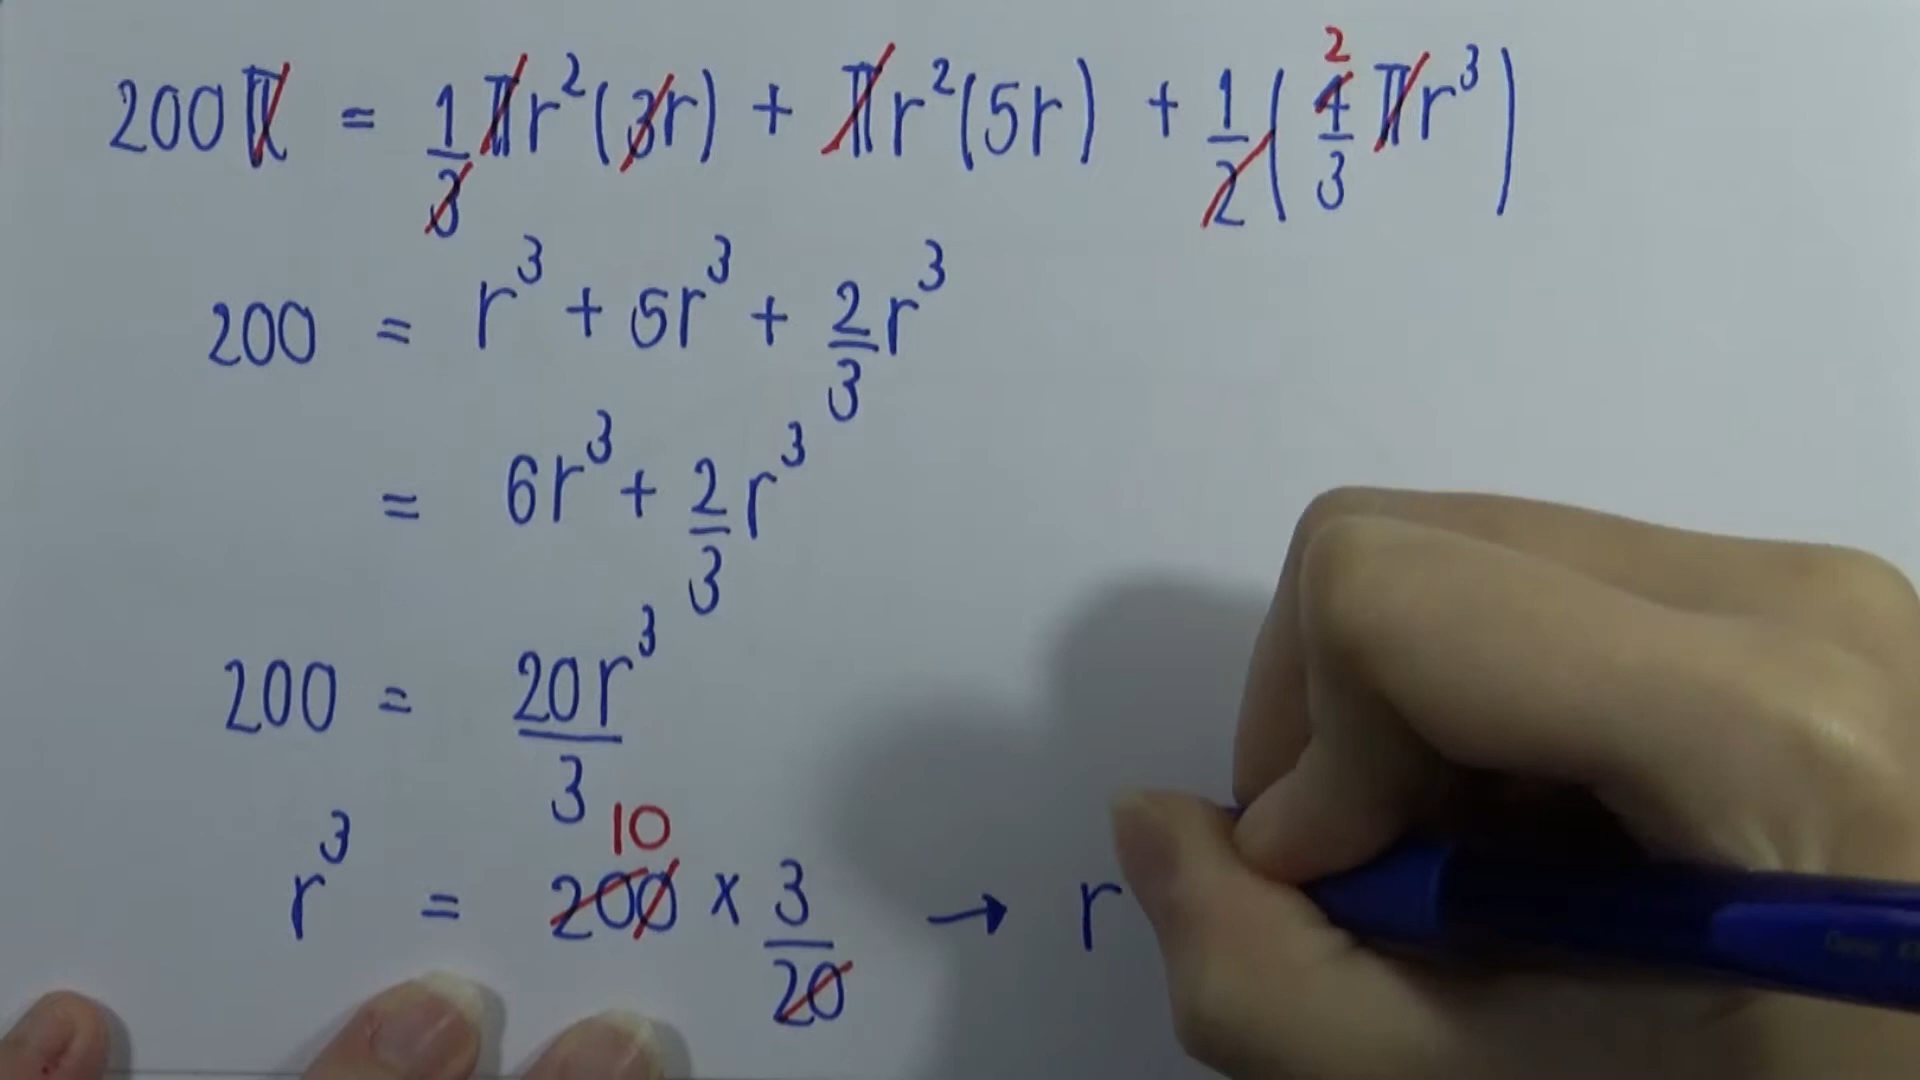 200π = 1/3 πr²(3r) + πr²(5r) + 1/2 (4/3 πr³) 2
200 = r³ + 5r³ + 2/3 r³
= 6r³ + 2/3 r³
200 = 20r³/3
r³ = 200 10 × 3/20 → r